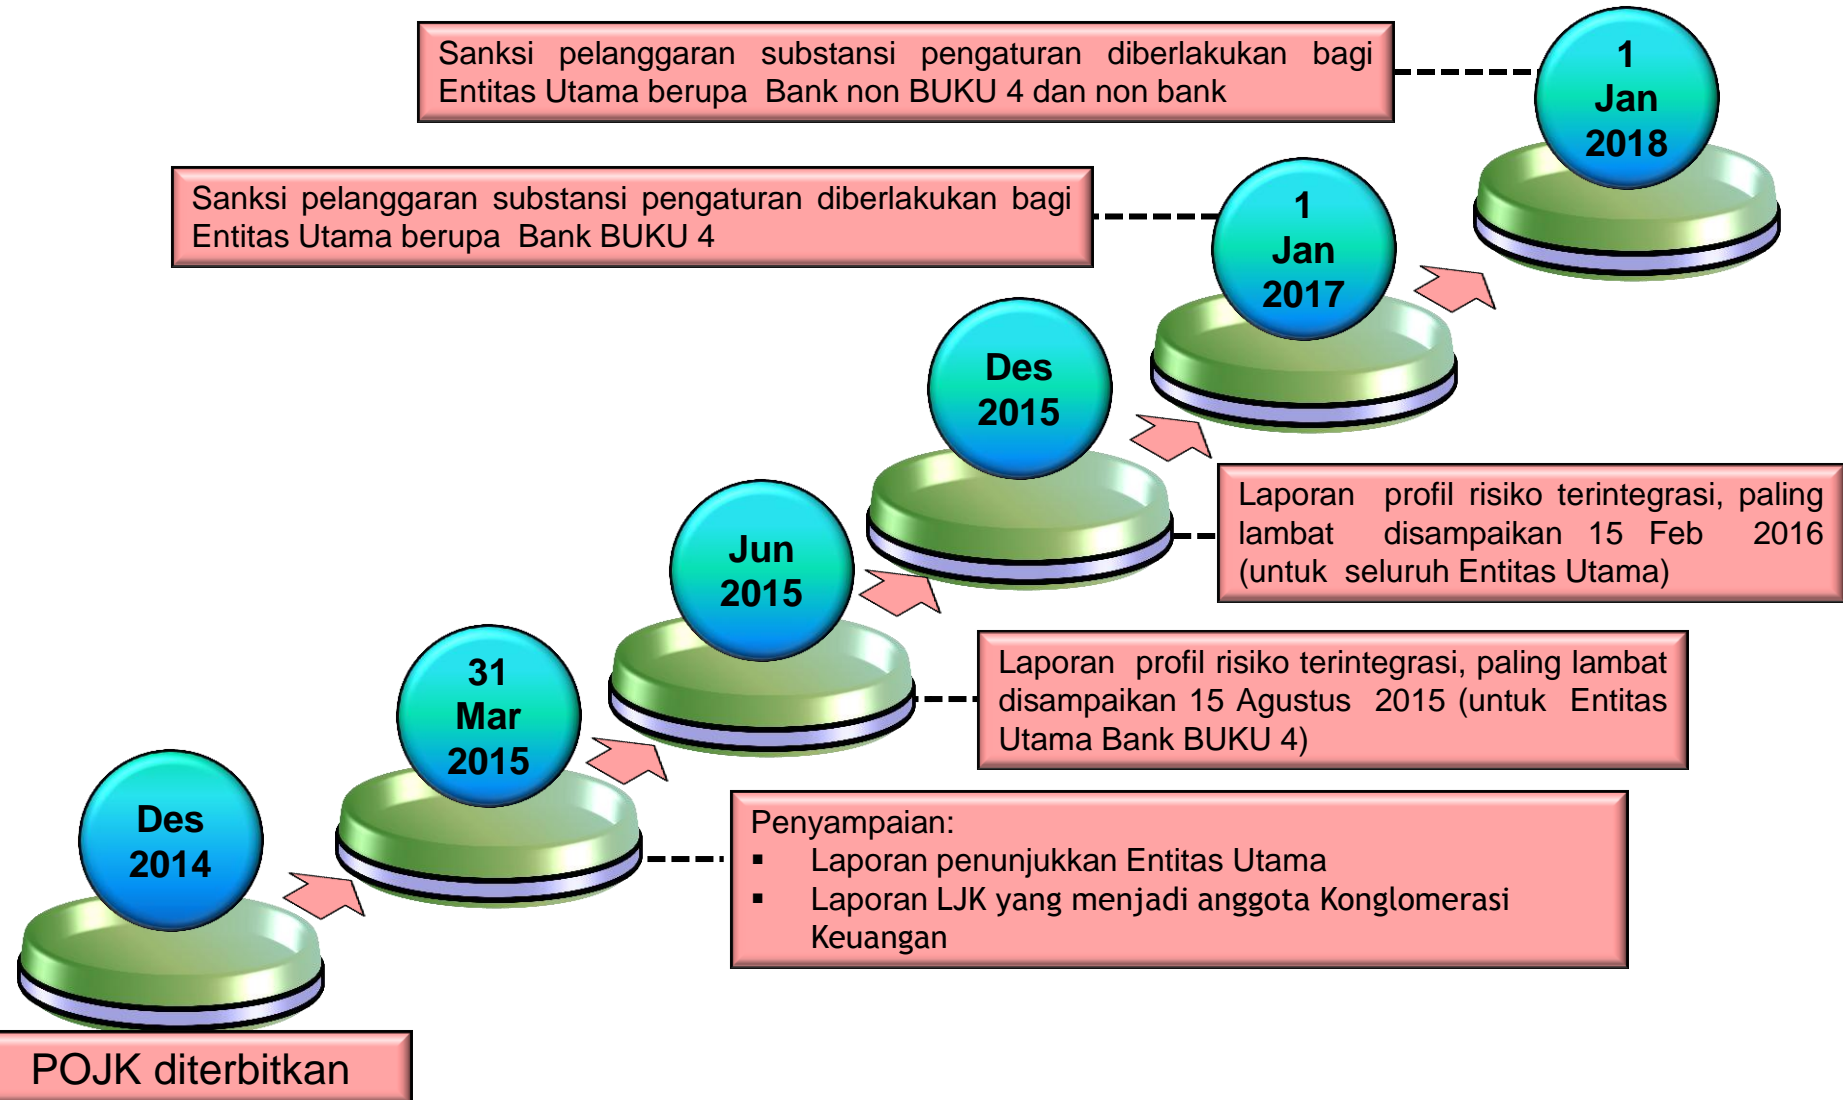 Sanksi pelanggaran substansi pengaturan diberlakukan bagi
Entitas Utama berupa Bank non BUKU 4 dan non bank
1
Jan
2018
Sanksi pelanggaran substansi pengaturan diberlakukan bagi
Entitas Utama berupa Bank BUKU 4
1
Jan
2017
Des
2015
Laporan profil risiko terintegrasi, paling
lambat disampaikan 15 Feb 2016
(untuk seluruh Entitas Utama)
Jun
2015
Laporan profil risiko terintegrasi, paling lambat
disampaikan 15 Agustus 2015 (untuk Entitas
Utama Bank BUKU 4)
31
Mar
2015
Penyampaian:
▪ Laporan penunjukkan Entitas Utama
▪ Laporan LJK yang menjadi anggota Konglomerasi
Keuangan
Des
2014
POJK diterbitkan